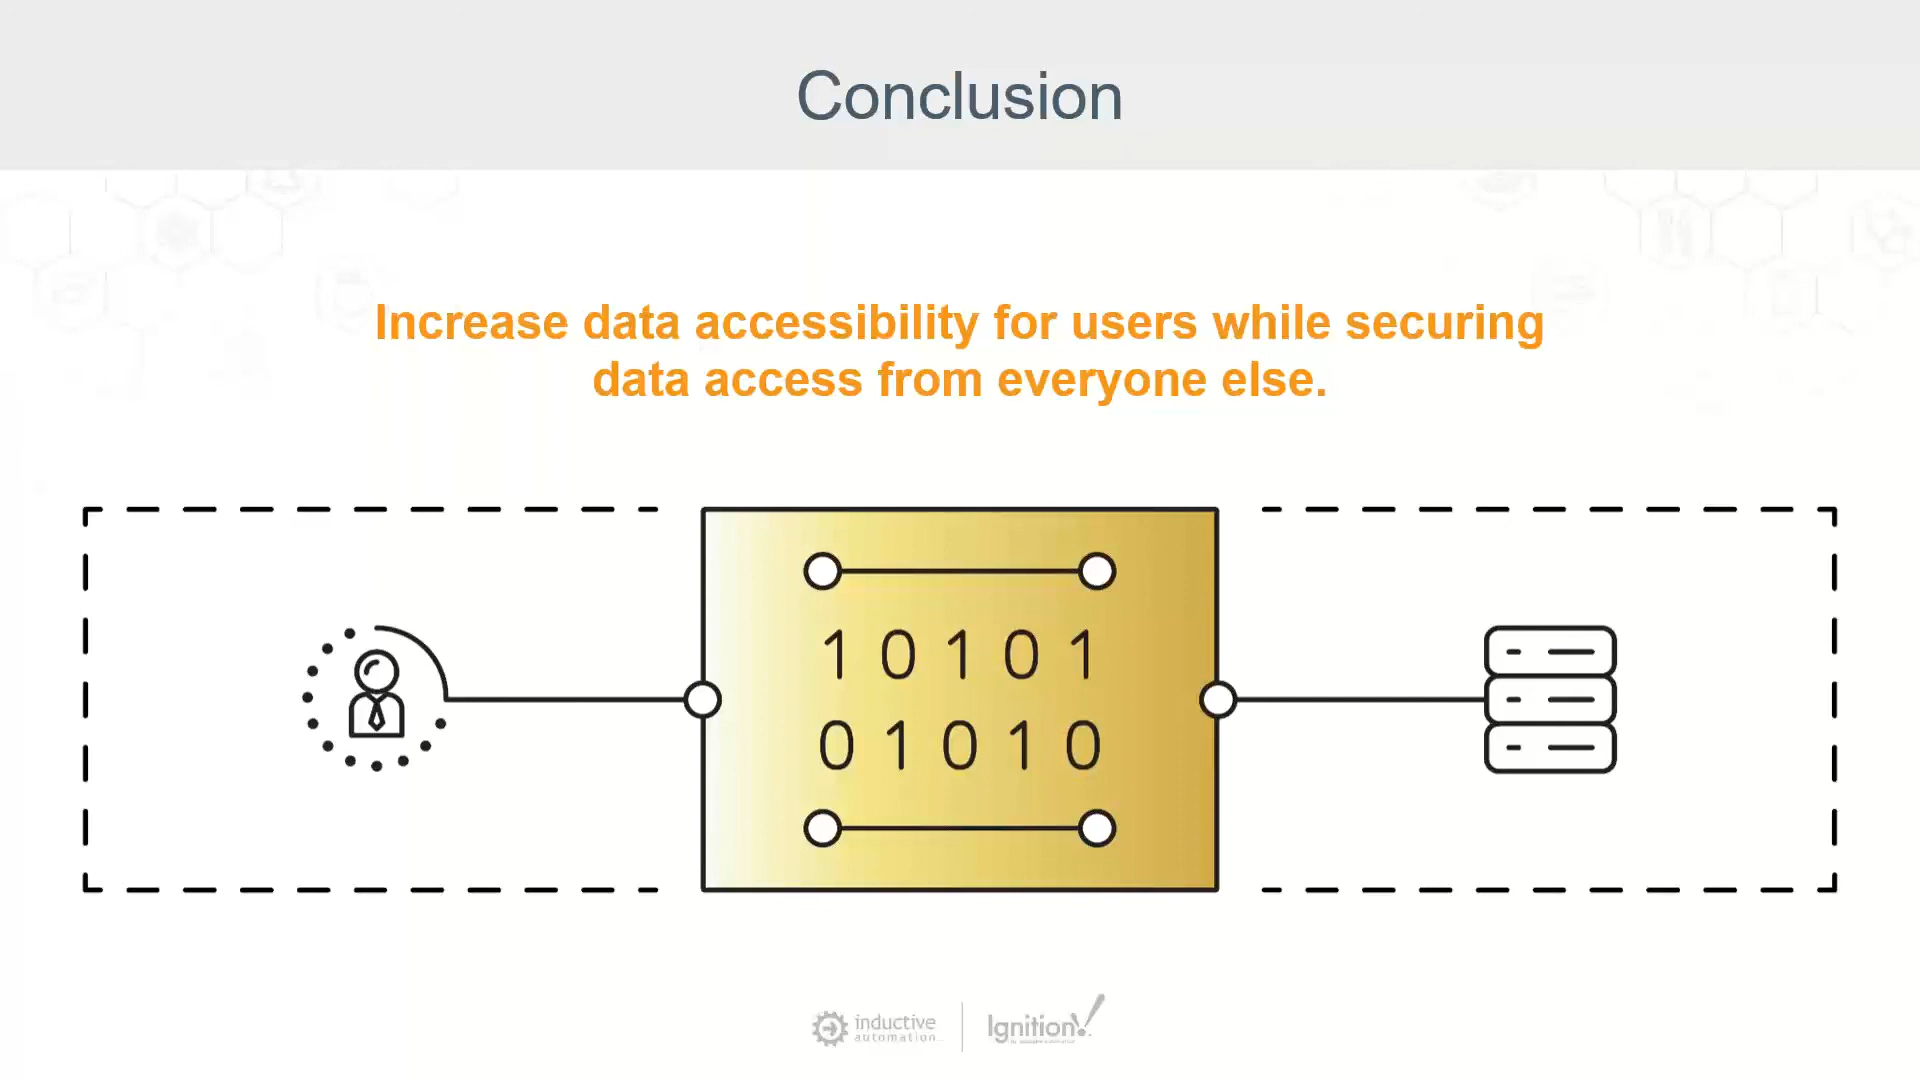 Conclusion
Increase data accessibility for users while securing
data access from everyone else.
1 0 1 0 1
0 1 0 1 0
inductive
automation
Ignition!